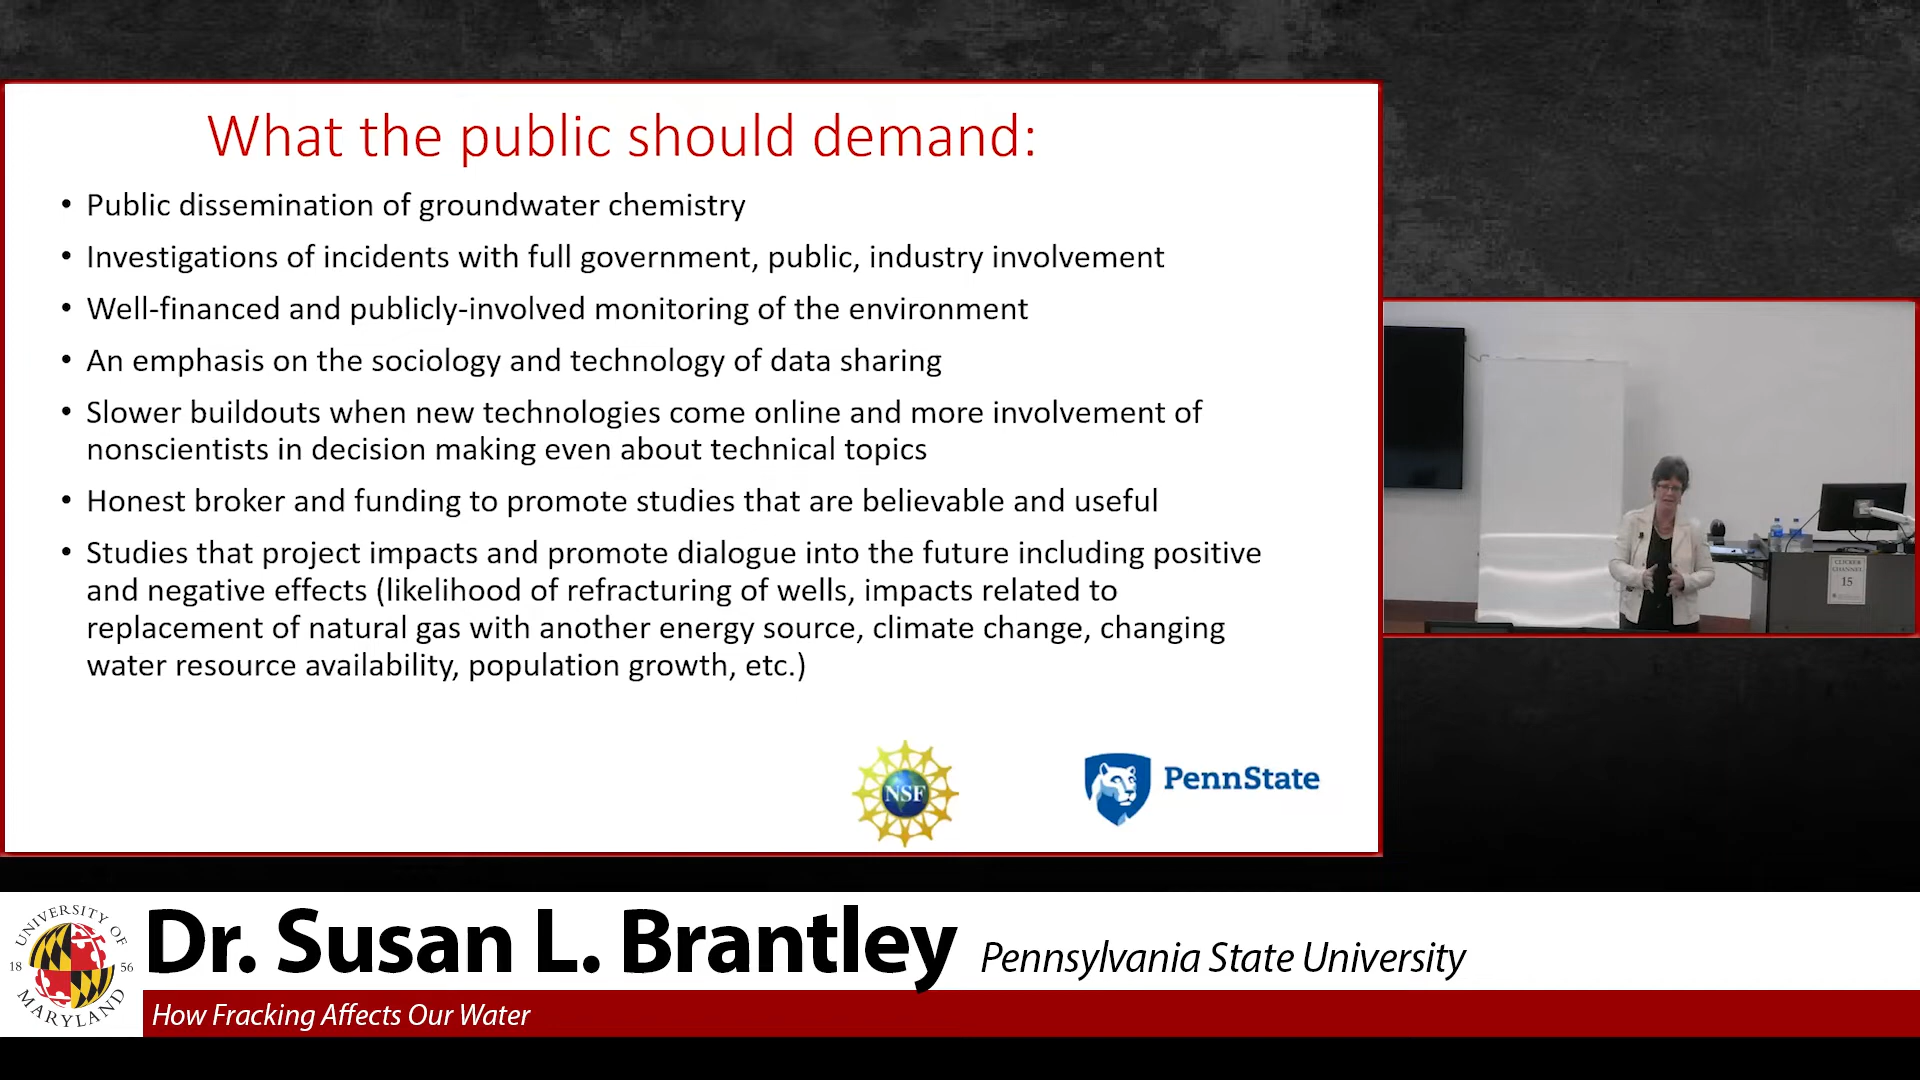 What the public should demand:
• Public dissemination of groundwater chemistry
• Investigations of incidents with full government, public, industry involvement
• Well-financed and publicly-involved monitoring of the environment
• An emphasis on the sociology and technology of data sharing
• Slower buildouts when new technologies come online and more involvement of
nonscientists in decision making even about technical topics
• Honest broker and funding to promote studies that are believable and useful
• Studies that project impacts and promote dialogue into the future including positive
and negative effects (likelihood of refracturing of wells, impacts related to
replacement of natural gas with another energy source, climate change, changing
water resource availability, population growth, etc.)
NSF
PennState
CLICKER
CHANNEL
15
UNIVERSITY OF
18 56
MARYLAND
Dr. Susan L. Brantley Pennsylvania State University
How Fracking Affects Our Water